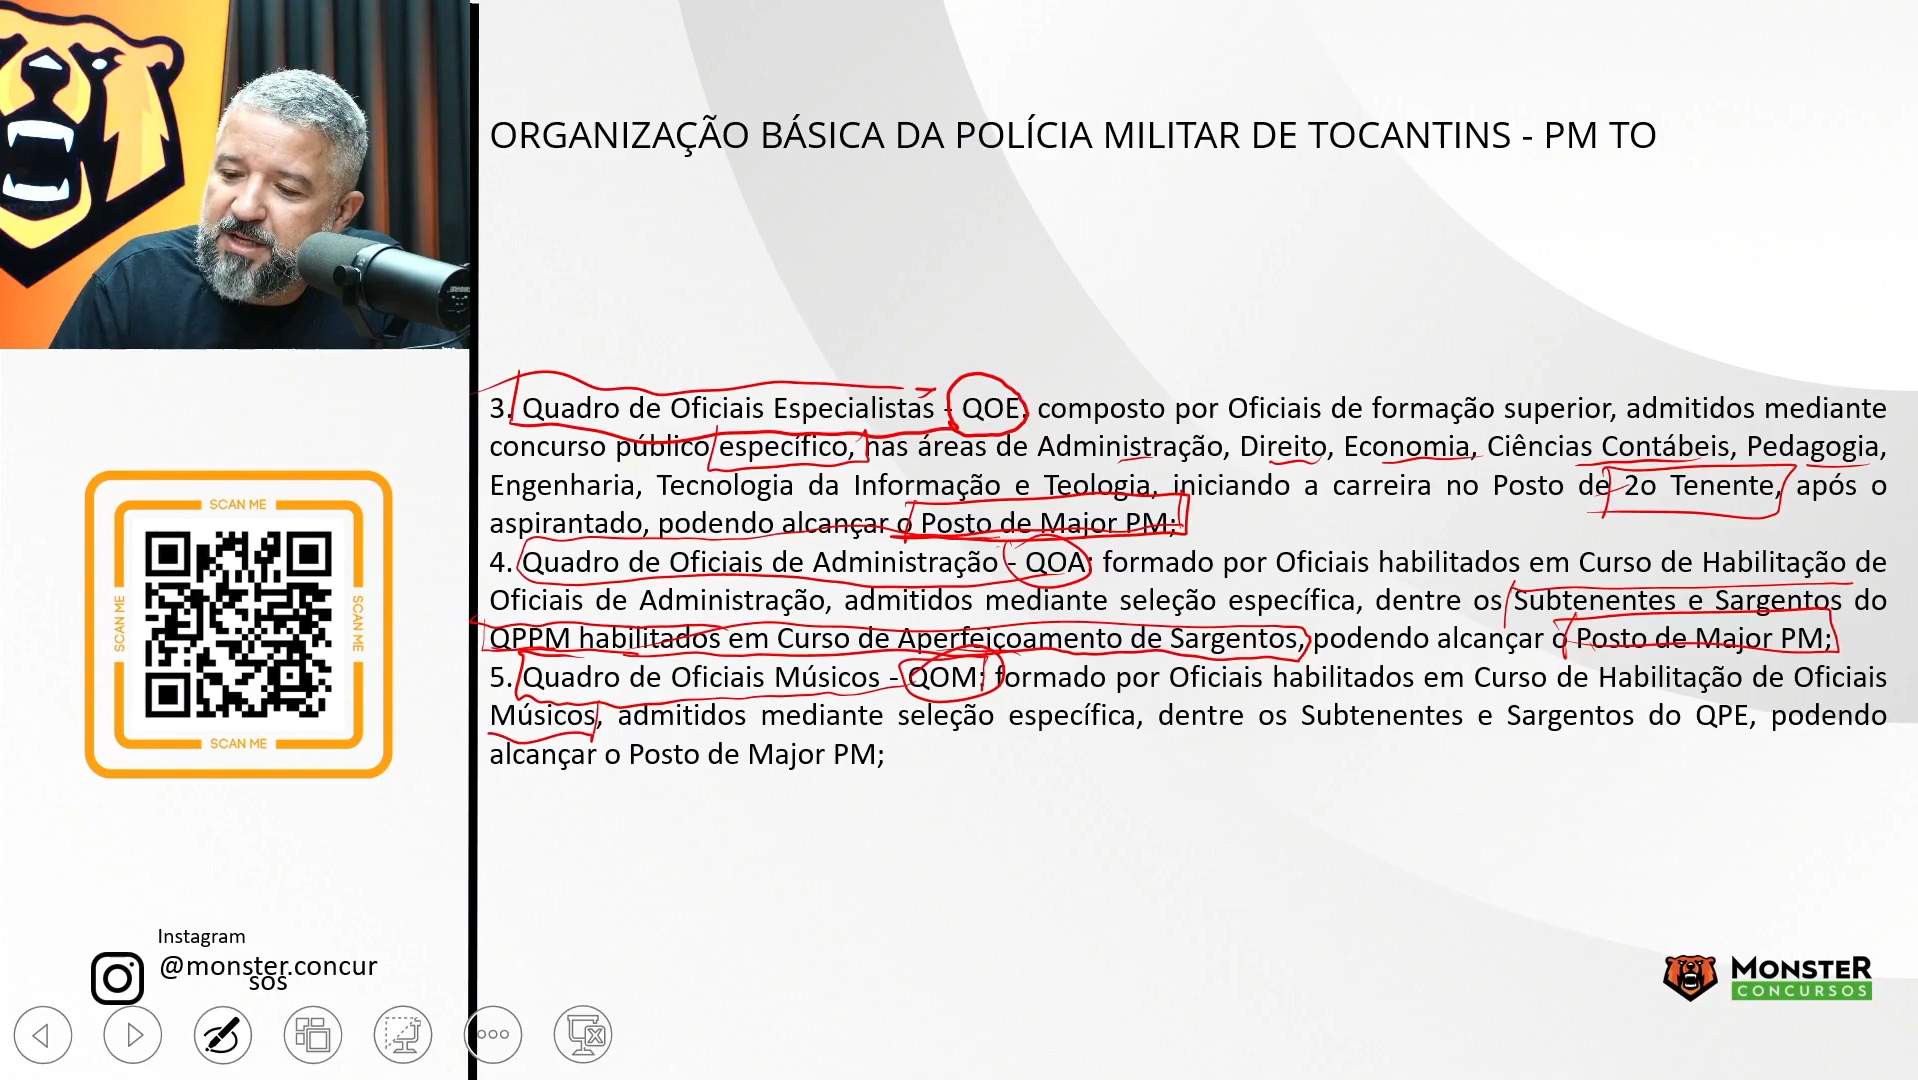 ORGANIZAÇÃO BÁSICA DA POLÍCIA MILITAR DE TOCANTINS - PM TO
3. Quadro de Oficiais Especialistas - QOE, composto por Oficiais de formação superior, admitidos mediante
concurso público específico, nas áreas de Administração, Direito, Economia, Ciências Contábeis, Pedagogia,
Engenharia, Tecnologia da Informação e Teologia, iniciando a carreira no Posto de 2o Tenente, após o
aspirantado, podendo alcançar o Posto de Major PM;
4. Quadro de Oficiais de Administração - QOA: formado por Oficiais habilitados em Curso de Habilitação de
Oficiais de Administração, admitidos mediante seleção específica, dentre os Subtenentes e Sargentos do
QPPM habilitados em Curso de Aperfeiçoamento de Sargentos, podendo alcançar o Posto de Major PM;
5. Quadro de Oficiais Músicos - QOM: formado por Oficiais habilitados em Curso de Habilitação de Oficiais
Músicos, admitidos mediante seleção específica, dentre os Subtenentes e Sargentos do QPE, podendo
alcançar o Posto de Major PM;
SCAN ME
SCAN ME
SCAN ME
SCAN ME
Instagram
@monster.concur
sos
MONSTER
CONCURSOS